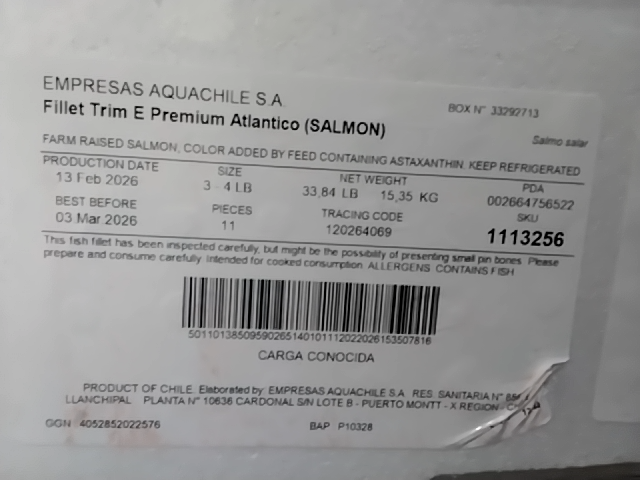 EMPRESAS AQUACHILE S.A.
BOX N° 33292713
Fillet Trim E Premium Atlantico (SALMON)
Salmo salar
FARM RAISED SALMON, COLOR ADDED BY FEED CONTAINING ASTAXANTHIN. KEEP REFRIGERATED
PRODUCTION DATE SIZE NET WEIGHT PDA
13 Feb 2026 3 - 4 LB 33,84 LB 15,35 KG 002664756522
BEST BEFORE PIECES TRACING CODE SKU
03 Mar 2026 11 120264069 1113256
This fish fillet has been inspected carefully, but might be the possibility of presenting small pin bones. Please
prepare and consume carefully. Intended for cooked consumption. ALLERGENS: CONTAINS FISH
50110138509590265140101112022026153507816
CARGA CONOCIDA
PRODUCT OF CHILE. Elaborated by: EMPRESAS AQUACHILE S.A. RES. SANITARIA N°
LLANCHIPAL PLANTA N° 10636 CARDONAL S/N LOTE B - PUERTO MONTT - X REGION -
GGN : 4052852022576 BAP P10328